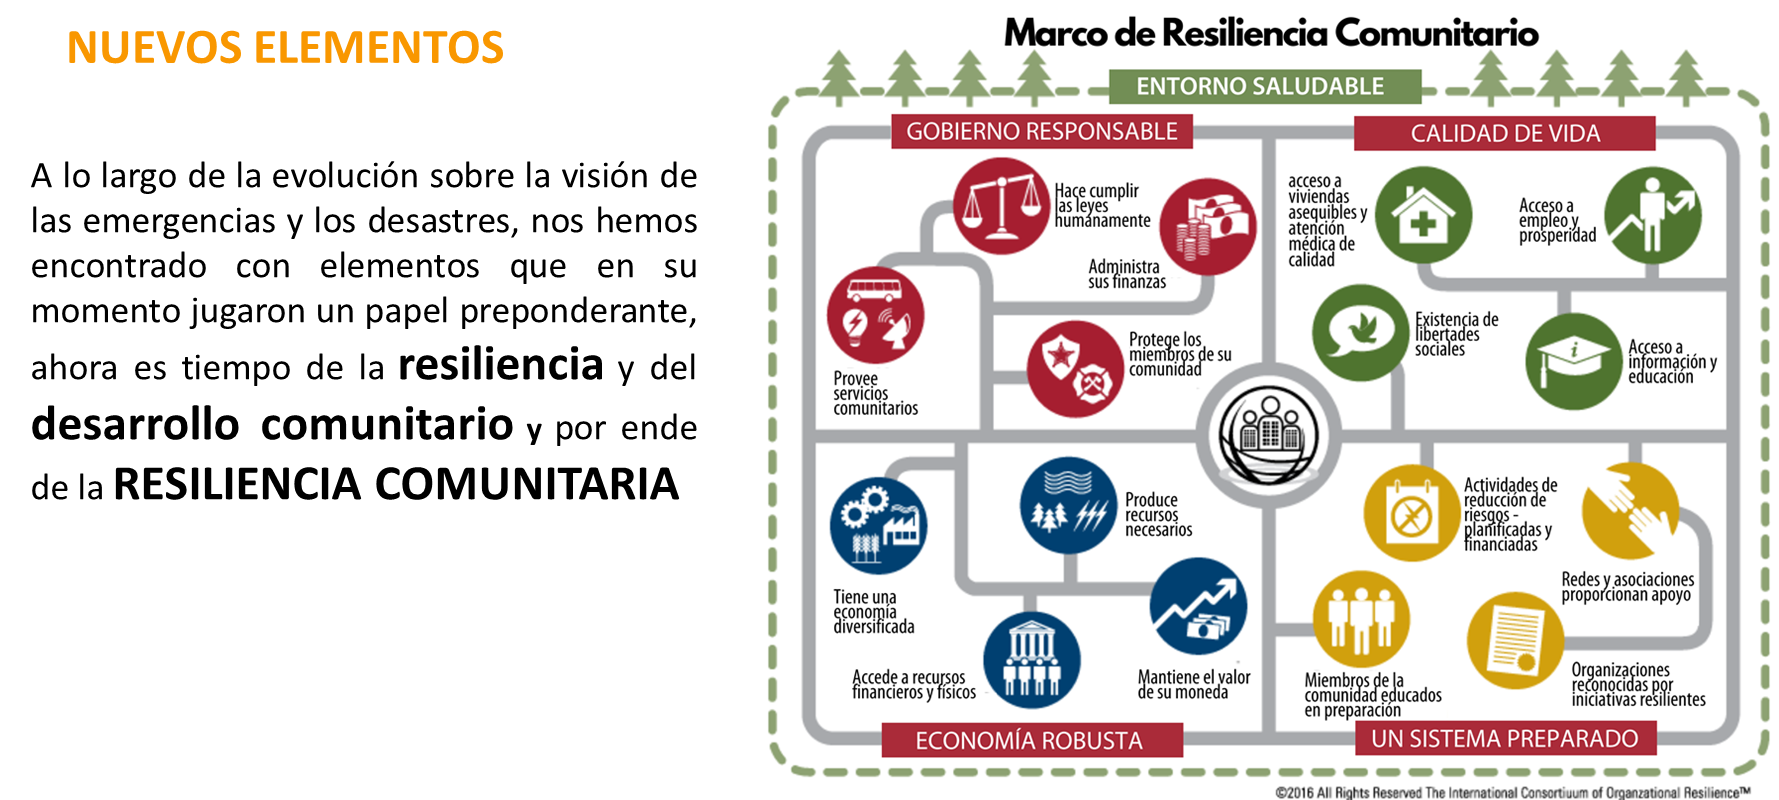 NUEVOS ELEMENTOS
A lo largo de la evolución sobre la visión de
las emergencias y los desastres, nos hemos
encontrado con elementos que en su
momento jugaron un papel preponderante,
ahora es tiempo de la resiliencia y del
desarrollo comunitario y por ende
de la RESILIENCIA COMUNITARIA
Marco de Resiliencia Comunitario
ENTORNO SALUDABLE
GOBIERNO RESPONSABLE
Hace cumplir
las leyes
humanamente
Administra
sus finanzas
Provee
servicios
comunitarios
Protege los
miembros de su
comunidad
CALIDAD DE VIDA
acceso a
viviendas
asequibles y
atención
médica de
calidad
Acceso a
empleo y
prosperidad
Existencia de
libertades
sociales
i
Acceso a
información y
educación
Produce
recursos
necesarios
Tiene una
economía
diversificada
Accede a recursos
financieros y físicos
Mantiene el valor
de su moneda
ECONOMÍA ROBUSTA
Actividades de
reducción de
riesgos -
planificadas y
financiadas
Redes y asociaciones
proporcionan apoyo
Miembros de la
comunidad educados
en preparación
Organizaciones
reconocidas por
iniciativas resilientes
UN SISTEMA PREPARADO
©2016 All Rights Reserved The International Consortiuum of Organzational Resilience™